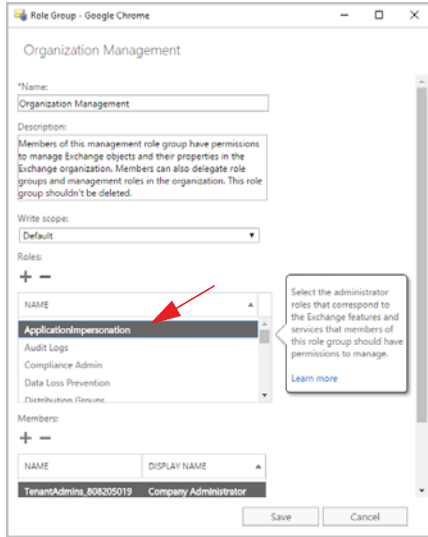 Role Group - Google Chrome
Organization Management
*Name:
Organization Management
Description:
Members of this management role group have permissions
to manage Exchange objects and their properties in the
Exchange organization. Members can also delegate role
groups and management roles in the organization. This role
group shouldn't be deleted.
Write scope:
Default
Roles:
NAME
ApplicationImpersonation
Audit Logs
Compliance Admin
Data Loss Prevention
Distribution Groups
Select the administrator
roles that correspond to
the Exchange features and
services that members of
this role group should have
permissions to manage.
Learn more
Members:
NAME DISPLAY NAME
TenantAdmins_808205019 Company Administrator
Save Cancel